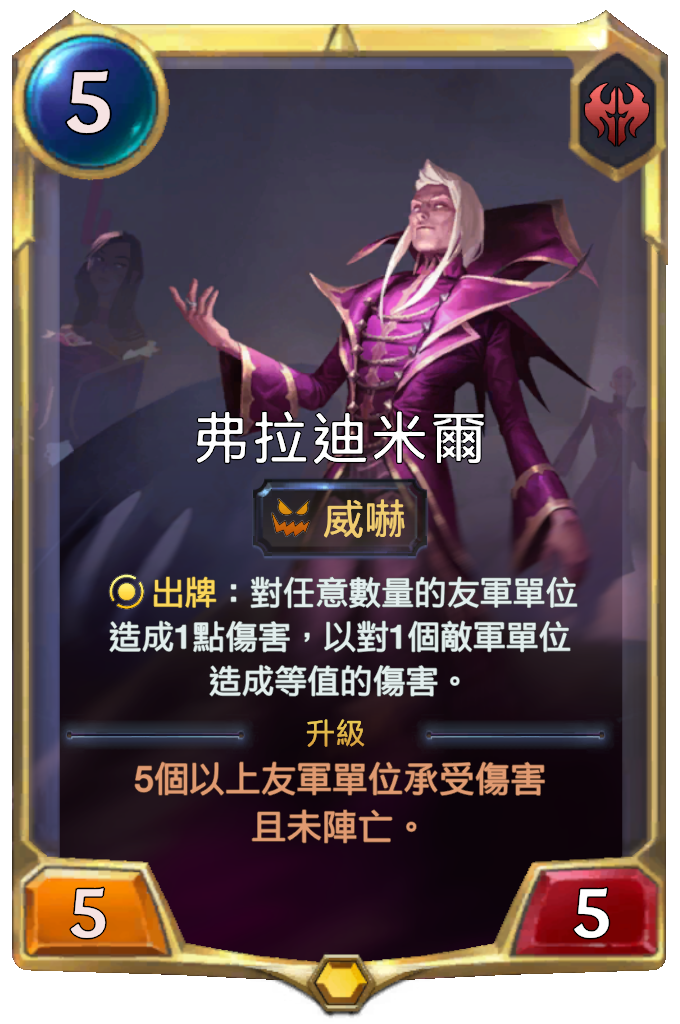 5
弗拉迪米爾
威嚇
出牌：對任意數量的友軍單位
造成1點傷害，以對1個敵軍單位
造成等值的傷害。
升級
5個以上友軍單位承受傷害
且未陣亡。
5
5